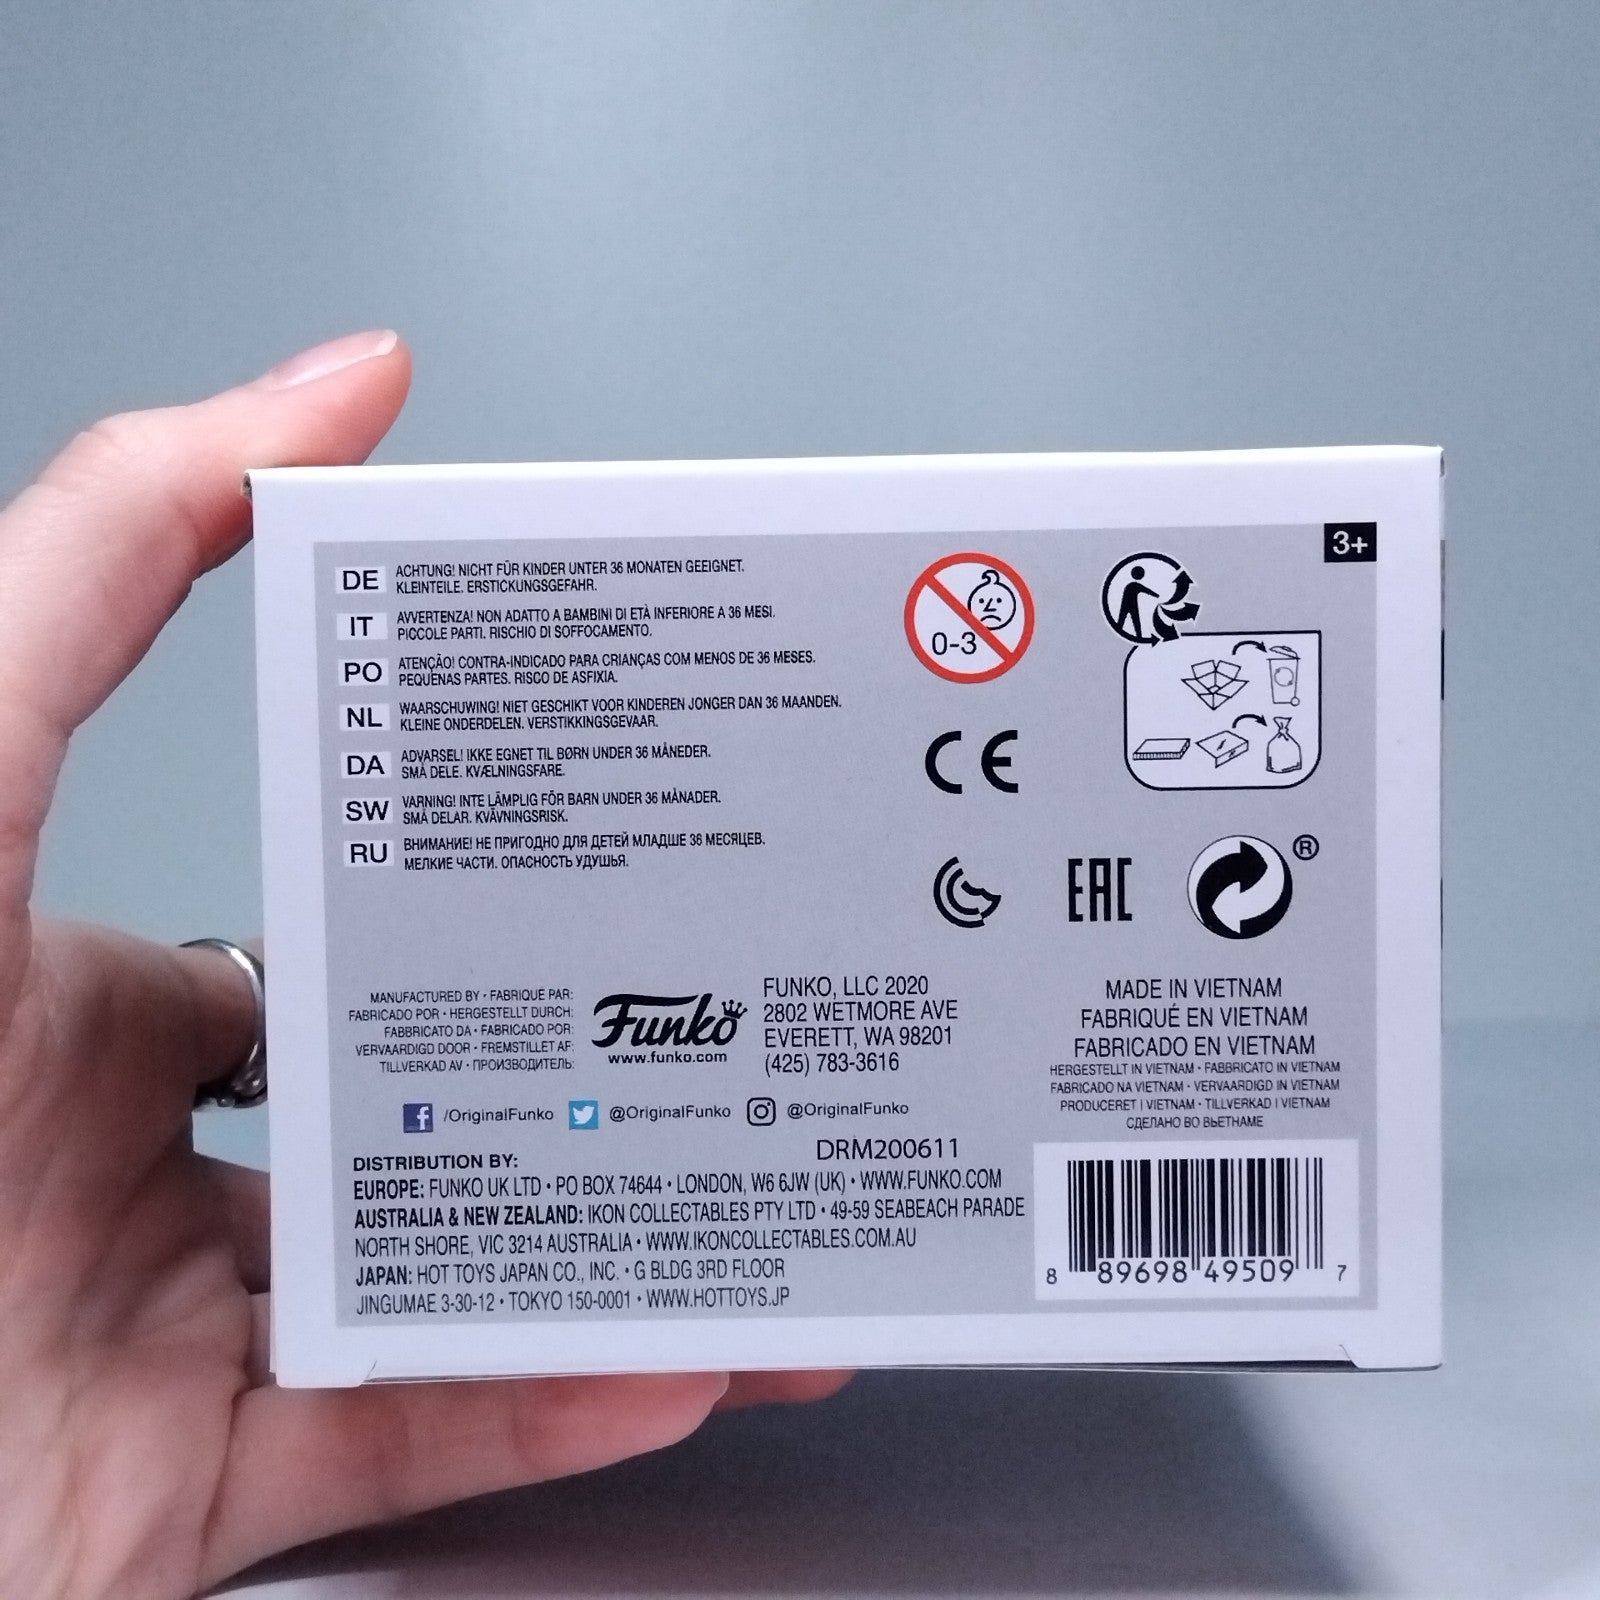 3+
DE ACHTUNG! NICHT FÜR KINDER UNTER 36 MONATEN GEEIGNET.
KLEINTEILE. ERSTICKUNGSGEFAHR.
IT AVVERTENZA! NON ADATTO A BAMBINI DI ETÀ INFERIORE A 36 MESI.
PICCOLE PARTI. RISCHIO DI SOFFOCAMENTO.
PO ATENÇÃO! CONTRA-INDICADO PARA CRIANÇAS COM MENOS DE 36 MESES.
PEQUENAS PARTES. RISCO DE ASFIXIA.
NL WAARSCHUWING! NIET GESCHIKT VOOR KINDEREN JONGER DAN 36 MAANDEN.
KLEINE ONDERDELEN. VERSTIKKINGSGEVAAR.
DA ADVARSEL! IKKE EGNET TIL BØRN UNDER 36 MÅNEDER.
SMÅ DELE. KVÆLNINGSFARE.
SW VARNING! INTE LÄMPLIG FÖR BARN UNDER 36 MÅNADER.
SMÅ DELAR. KVÄVNINGSRISK.
RU ВНИМАНИЕ! НЕ ПРИГОДНО ДЛЯ ДЕТЕЙ МЛАДШЕ 36 МЕСЯЦЕВ.
МЕЛКИЕ ЧАСТИ. ОПАСНОСТЬ УДУШЬЯ.
0-3
CE
EAC
®
MANUFACTURED BY • FABRIQUÉ PAR:
FABRICADO POR • HERGESTELLT DURCH:
FABBRICATO DA • FABRICADO POR:
VERVAARDIGD DOOR • FREMSTILLET AF:
TILLVERKAD AV • ПРОИЗВОДИТЕЛЬ:
Funko
www.funko.com
FUNKO, LLC 2020
2802 WETMORE AVE
EVERETT, WA 98201
(425) 783-3616
MADE IN VIETNAM
FABRIQUÉ EN VIETNAM
FABRICADO EN VIETNAM
HERGESTELLT IN VIETNAM • FABBRICATO IN VIETNAM
FABRICADO NA VIETNAM • VERVAARDIGD IN VIETNAM
PRODUCERET I VIETNAM • TILLVERKAD I VIETNAM
СДЕЛАНО ВО ВЬЕТНАМЕ
f /OriginalFunko @OriginalFunko @OriginalFunko
DRM200611
DISTRIBUTION BY:
EUROPE: FUNKO UK LTD • PO BOX 74644 • LONDON, W6 6JW (UK) • WWW.FUNKO.COM
AUSTRALIA & NEW ZEALAND: IKON COLLECTABLES PTY LTD • 49-59 SEABEACH PARADE
NORTH SHORE, VIC 3214 AUSTRALIA • WWW.IKONCOLLECTABLES.COM.AU
JAPAN: HOT TOYS JAPAN CO., INC. • G BLDG 3RD FLOOR
JINGUMAE 3-30-12 • TOKYO 150-0001 • WWW.HOTTOYS.JP
8 89698 49509 7